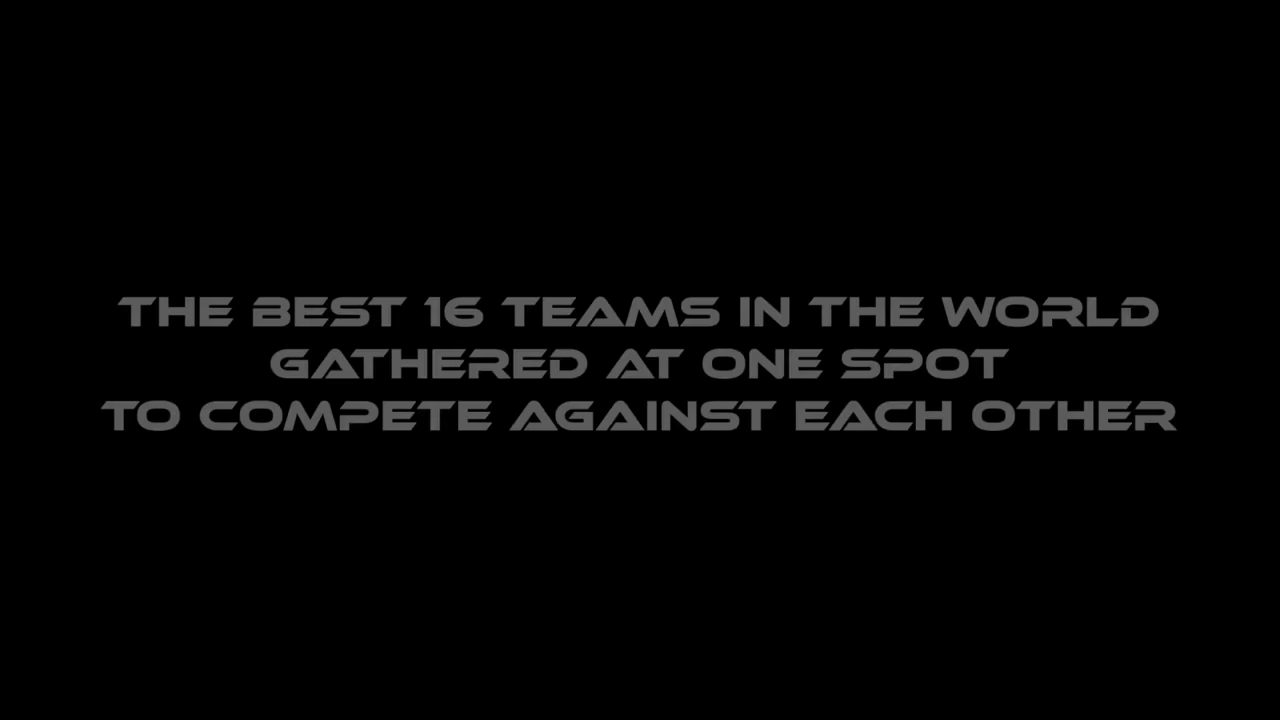 THE BEST 16 TEAMS IN THE WORLD
GATHERED AT ONE SPOT
TO COMPETE AGAINST EACH OTHER